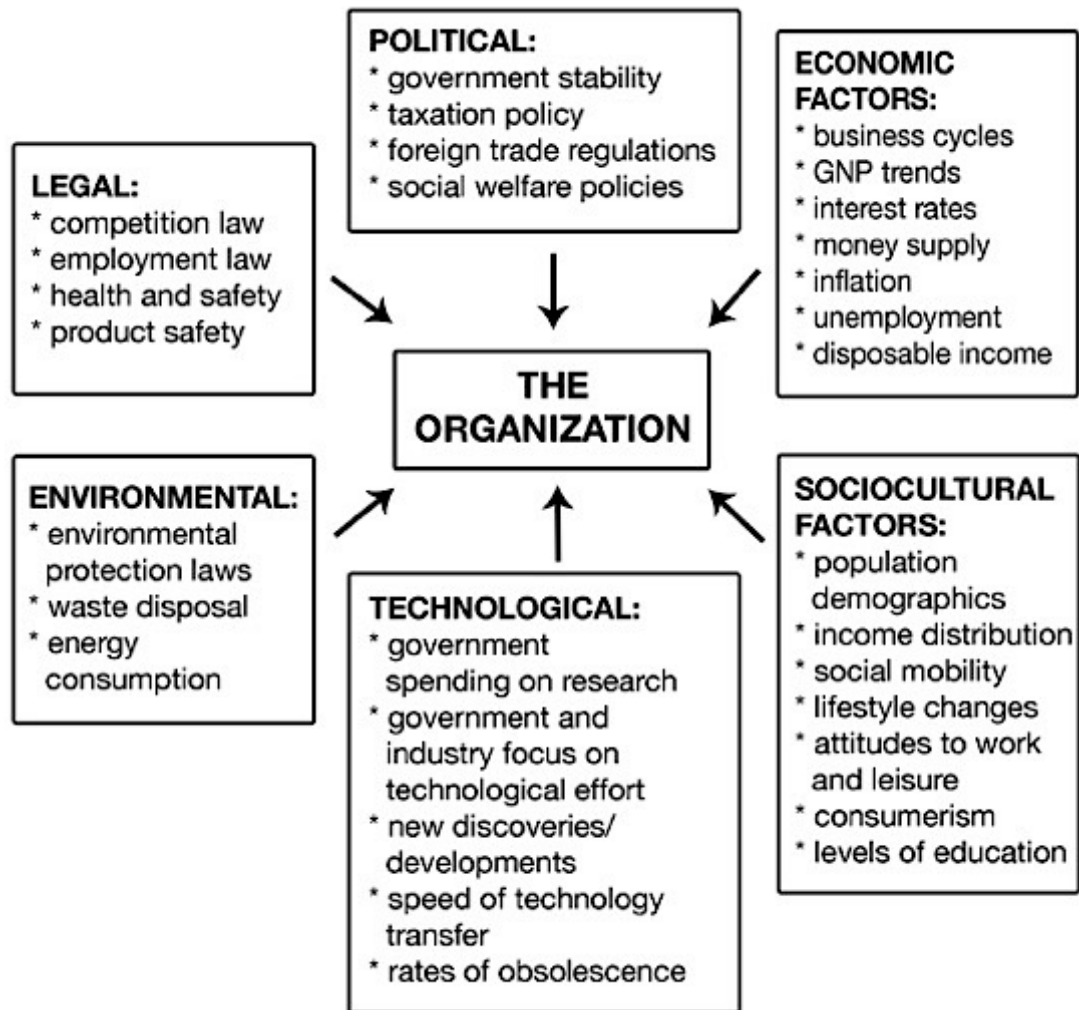 POLITICAL:
* government stability
* taxation policy
* foreign trade regulations
* social welfare policies
ECONOMIC
FACTORS:
* business cycles
* GNP trends
* interest rates
* money supply
* inflation
* unemployment
* disposable income
LEGAL:
* competition law
* employment law
* health and safety
* product safety
THE
ORGANIZATION
ENVIRONMENTAL:
* environmental
protection laws
* waste disposal
* energy
consumption
TECHNOLOGICAL:
* government
spending on research
* government and
industry focus on
technological effort
* new discoveries/
developments
* speed of technology
transfer
* rates of obsolescence
SOCIOCULTURAL
FACTORS:
* population
demographics
* income distribution
* social mobility
* lifestyle changes
* attitudes to work
and leisure
* consumerism
* levels of education